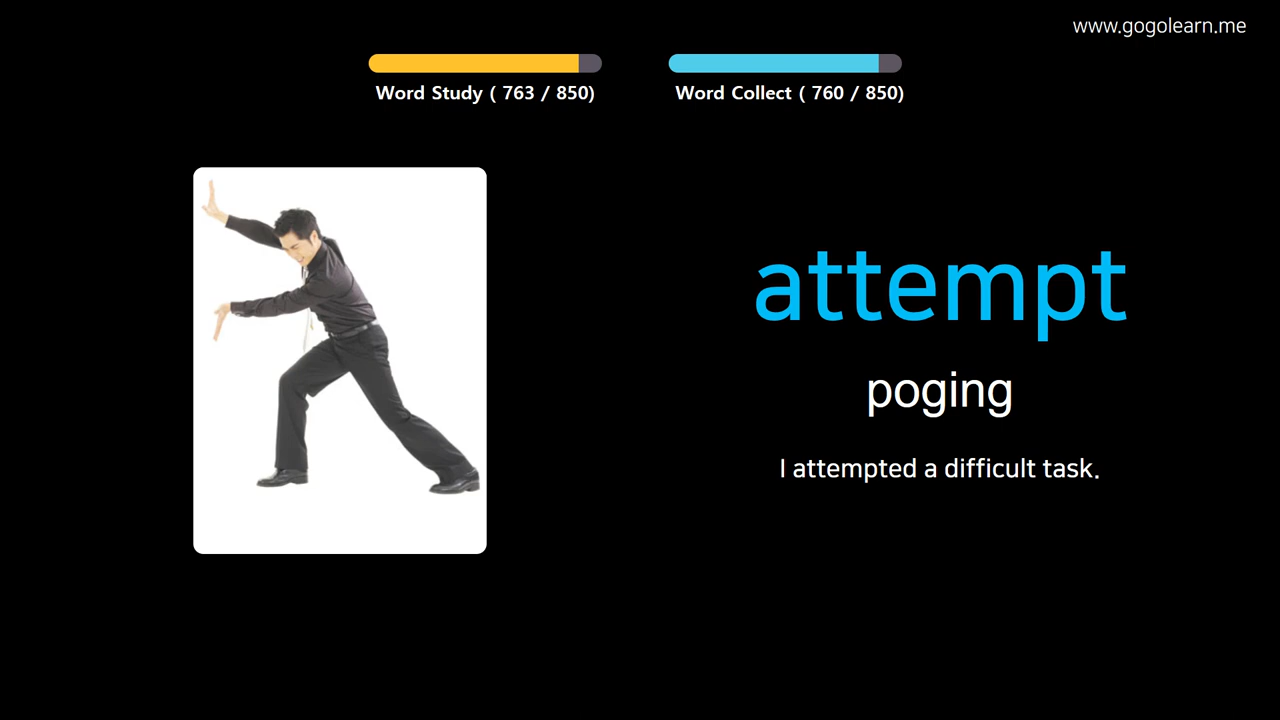 www.gogolearn.me
Word Study ( 763 / 850)
Word Collect ( 760 / 850)
attempt
poging
I attempted a difficult task.